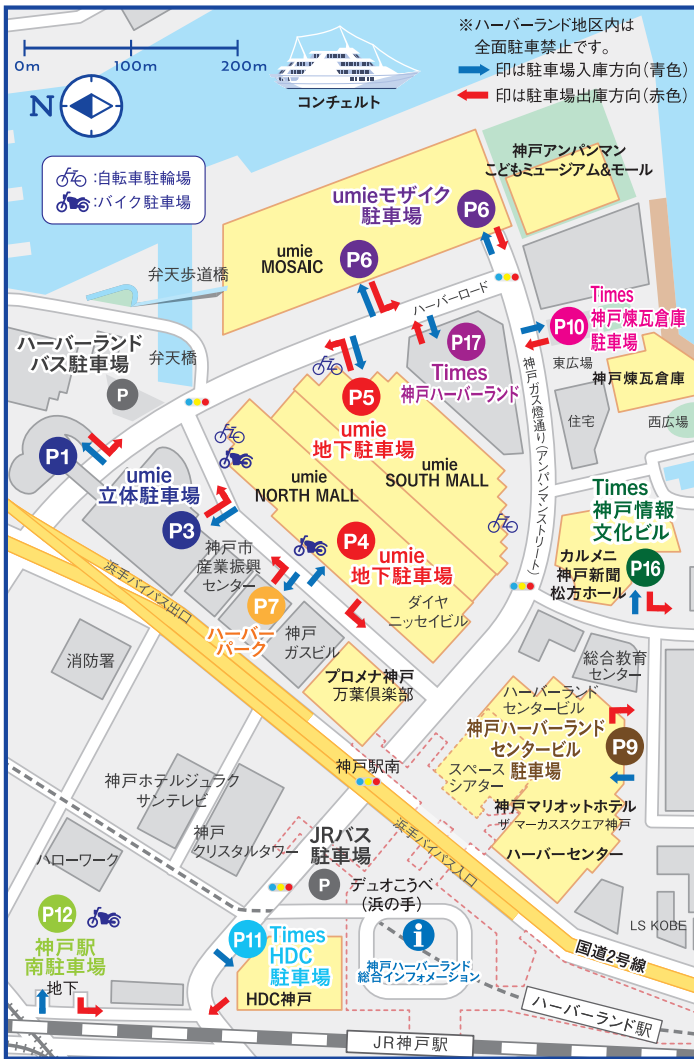 0m
100m
200m
N
コンチェルト
※ハーバーランド地区内は
全面駐車禁止です。
印は駐車場入庫方向(青色)
印は駐車場出庫方向(赤色)
:自転車駐輪場
:バイク駐車場
神戸アンパンマン
こどもミュージアム&モール
umieモザイク
駐車場
P6
umie
MOSAIC
P6
弁天歩道橋
ハーバーロード
ハーバーランド
バス駐車場
P
弁天橋
P17
Times
神戸ハーバーランド
P10
Times
神戸煉瓦倉庫
駐車場
東広場
神戸煉瓦倉庫
住宅
西広場
神戸ガス燈通り(アンパンマンストリート)
P1
P5
umie
地下駐車場
umie
立体駐車場
P3
umie
NORTH MALL
umie
SOUTH MALL
P4
umie
地下駐車場
Times
神戸情報
文化ビル
P16
カルメニ
神戸新聞
松方ホール
神戸市
産業振興
センター
浜手バイパス出口
P7
ハーバー
パーク
神戸
ガスビル
ダイヤ
ニッセイビル
消防署
プロメナ神戸
万葉倶楽部
総合教育
センター
ハーバーランド
センタービル
神戸ハーバーランド
センタービル
駐車場
P9
スペース
シアター
神戸駅南
神戸ホテルジュラク
サンテレビ
神戸マリオットホテル
ザ マーカススクエア神戸
ハーバーセンター
神戸
クリスタルタワー
浜手バイパス入口
JRバス
駐車場
P
ハローワーク
デュオこうべ
(浜の手)
LS KOBE
P12
神戸駅
南駐車場
地下
P11
Times
HDC
駐車場
HDC神戸
i
神戸ハーバーランド
総合インフォメーション
国道2号線
ハーバーランド駅
JR神戸駅